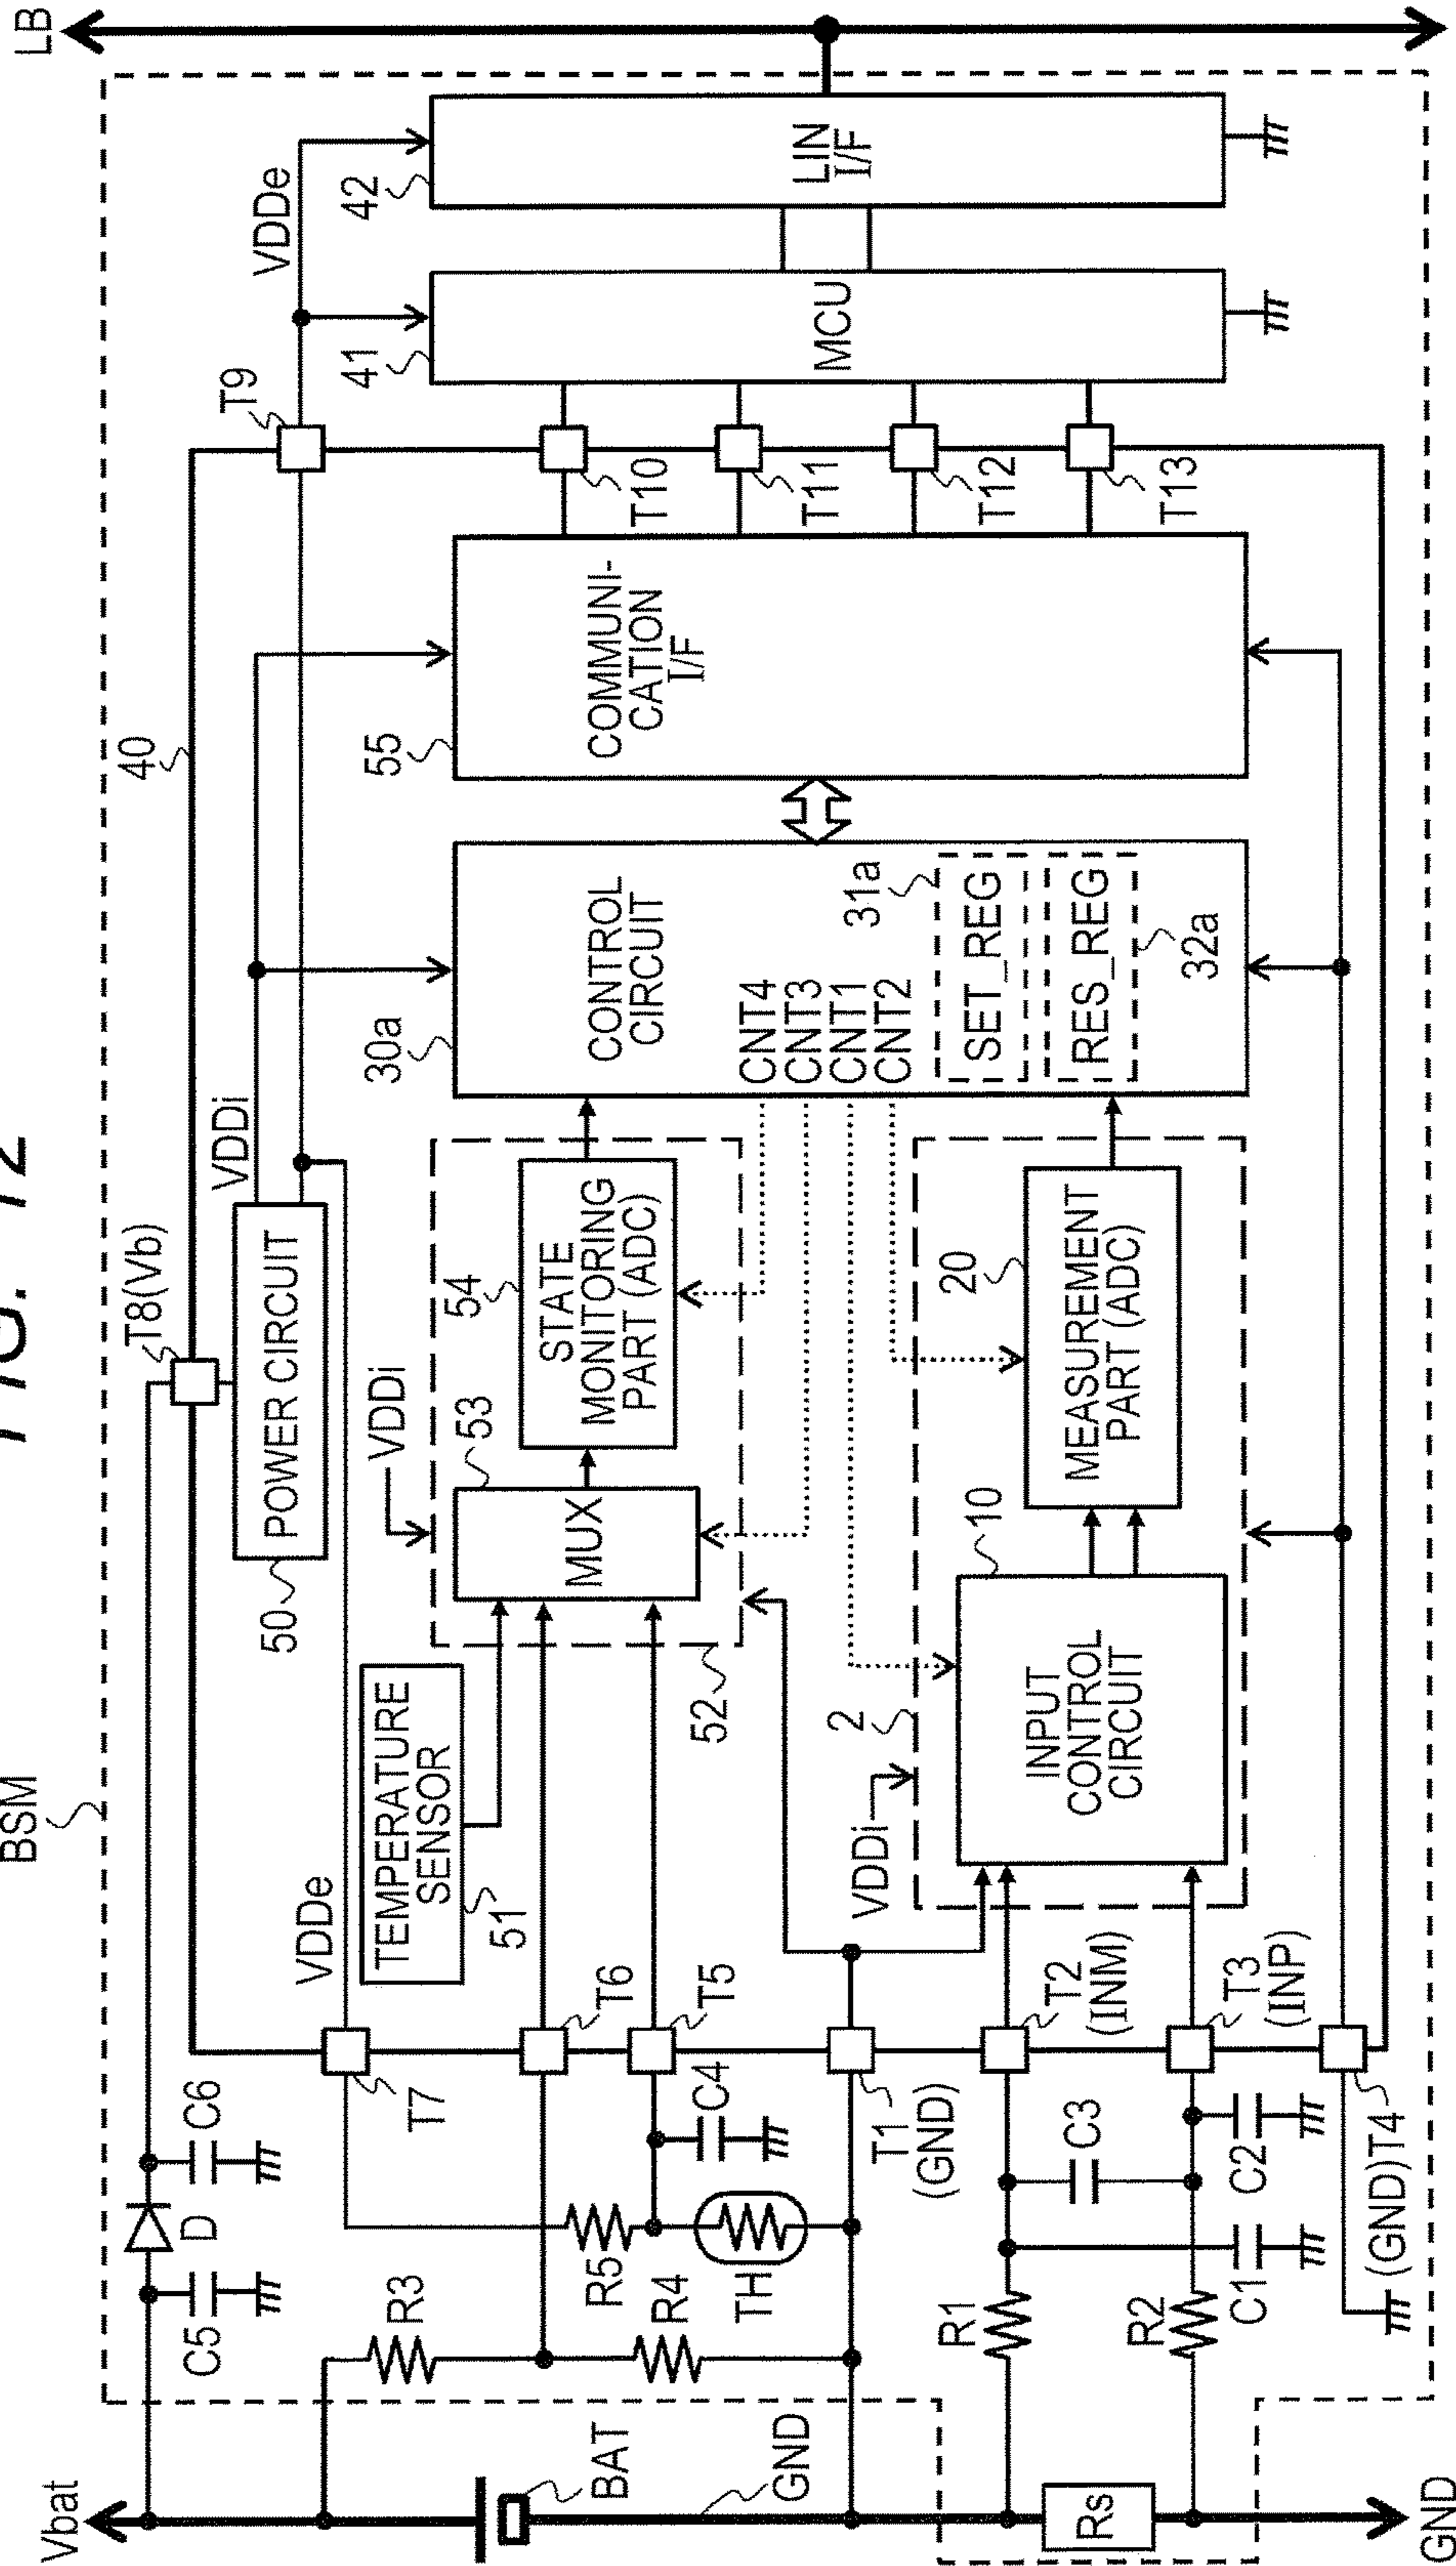 FIG. 12
BSM
LB
Vbat
C5
D
C6
T8(Vb)
40
VDDi
POWER CIRCUIT
50
T9
VDDe
VDDe
T7
R3
R5
R4
TH
C4
T6
T5
TEMPERATURE
SENSOR
51
52
VDDi
MUX
53
STATE
MONITORING
PART (ADC)
54
30a
CONTROL
CIRCUIT
CNT4
CNT3
CNT1
CNT2
31a
SET_REG
RES_REG
32a
55
COMMUNI-
CATION
I/F
T10
T11
T12
T13
41
MCU
42
LIN
I/F
BAT
GND
T1
(GND)
VDDi
2
INPUT
CONTROL
CIRCUIT
10
MEASUREMENT
PART (ADC)
20
Rs
R1
R2
C3
C1
C2
T2
(INM)
T3
(INP)
(GND)T4
GND